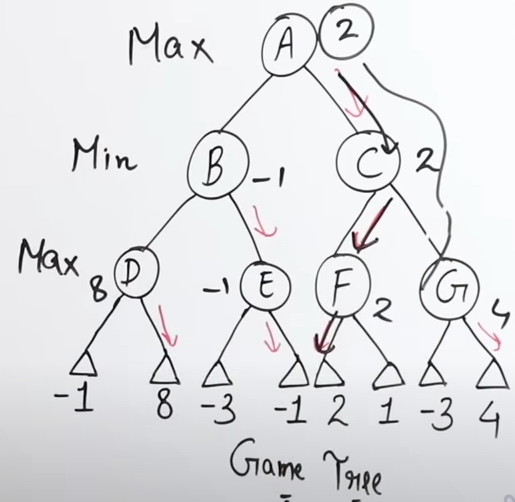 Max A 2
Min B -1 C 2
Max 8 D -1 E F 2 G 4
-1 8 -3 -1 2 1 -3 4
Game Tree